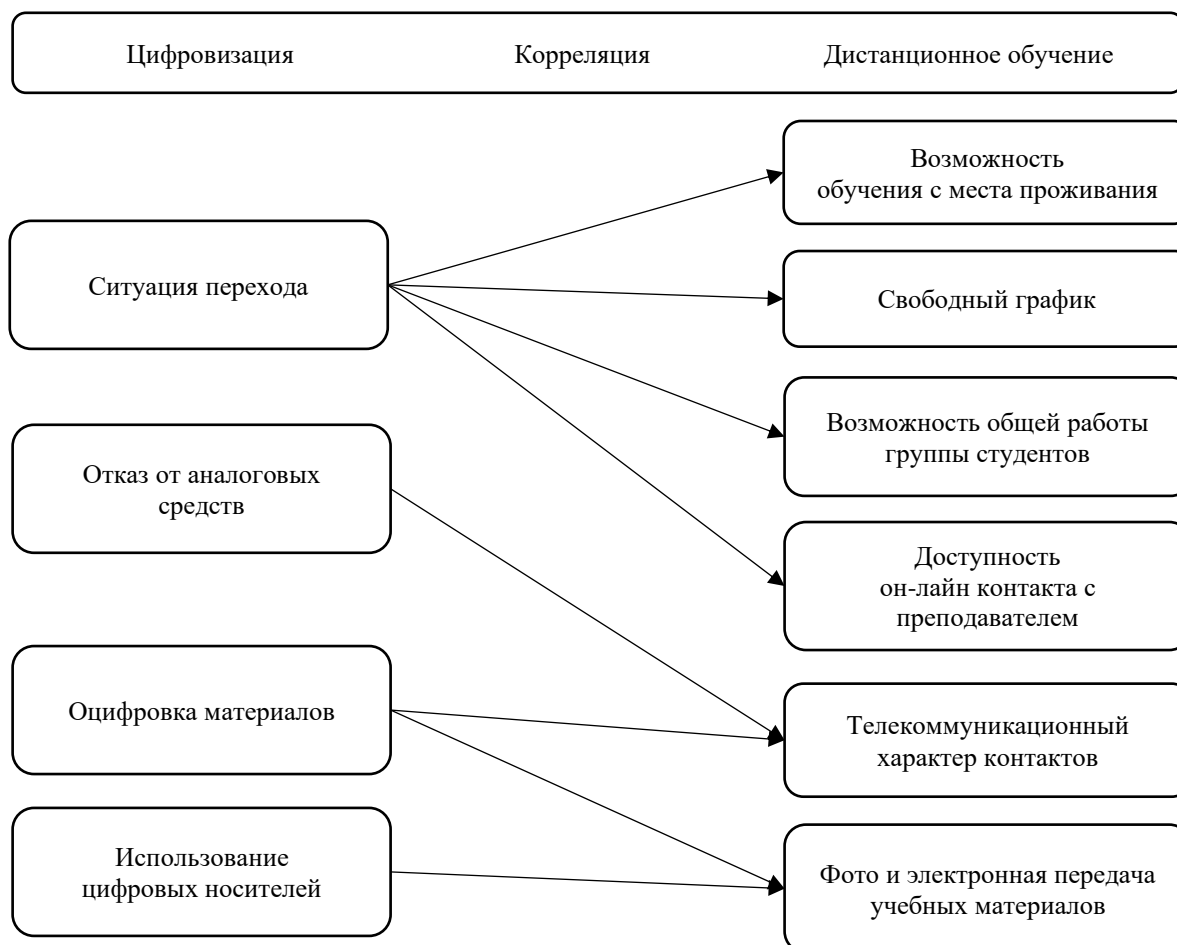 Цифровизация Корреляция Дистанционное обучение
Возможность
обучения с места проживания
Ситуация перехода
Свободный график
Возможность общей работы
группы студентов
Отказ от аналоговых
средств
Доступность
он-лайн контакта с
преподавателем
Оцифровка материалов
Телекоммуникационный
характер контактов
Использование
цифровых носителей
Фото и электронная передача
учебных материалов